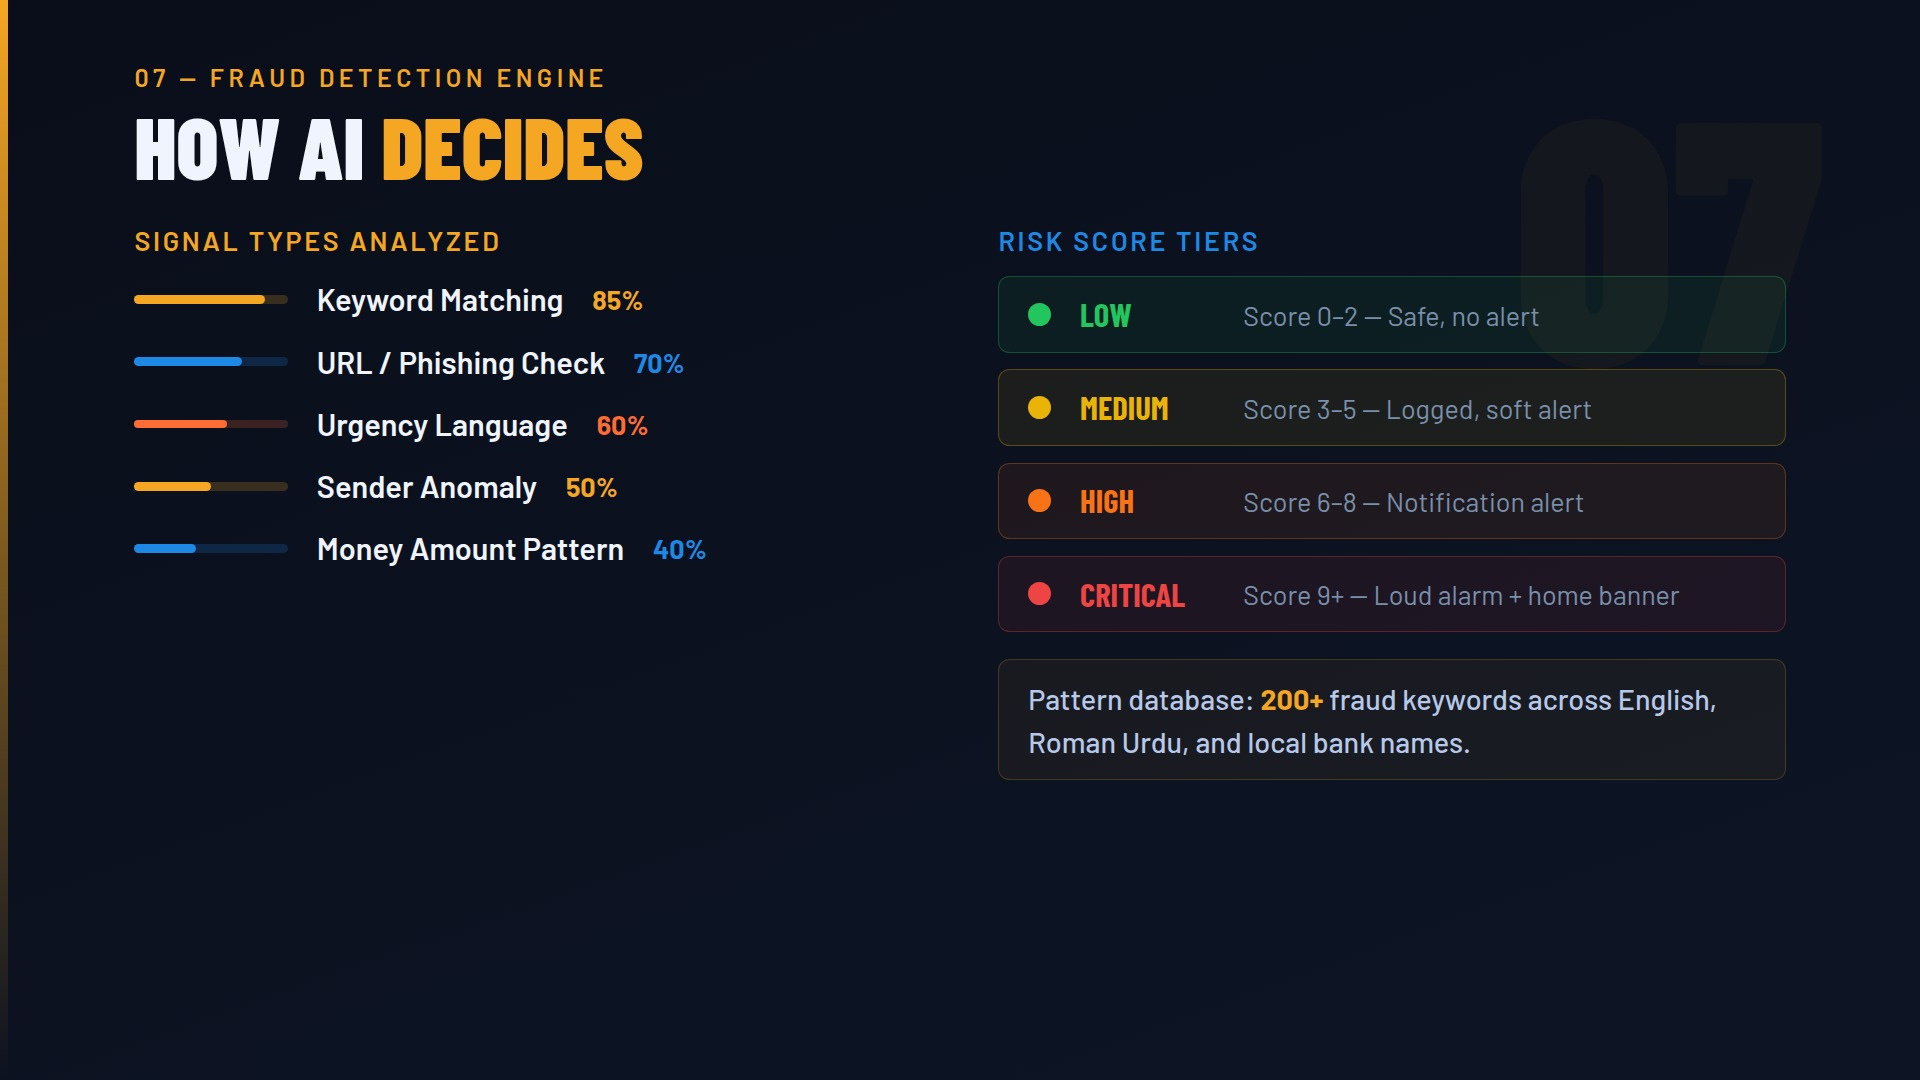 07 — FRAUD DETECTION ENGINE
HOW AI DECIDES
07
SIGNAL TYPES ANALYZED
Keyword Matching 85%
URL / Phishing Check 70%
Urgency Language 60%
Sender Anomaly 50%
Money Amount Pattern 40%
RISK SCORE TIERS
LOW Score 0–2 — Safe, no alert
MEDIUM Score 3–5 — Logged, soft alert
HIGH Score 6–8 — Notification alert
CRITICAL Score 9+ — Loud alarm + home banner
Pattern database: 200+ fraud keywords across English,
Roman Urdu, and local bank names.